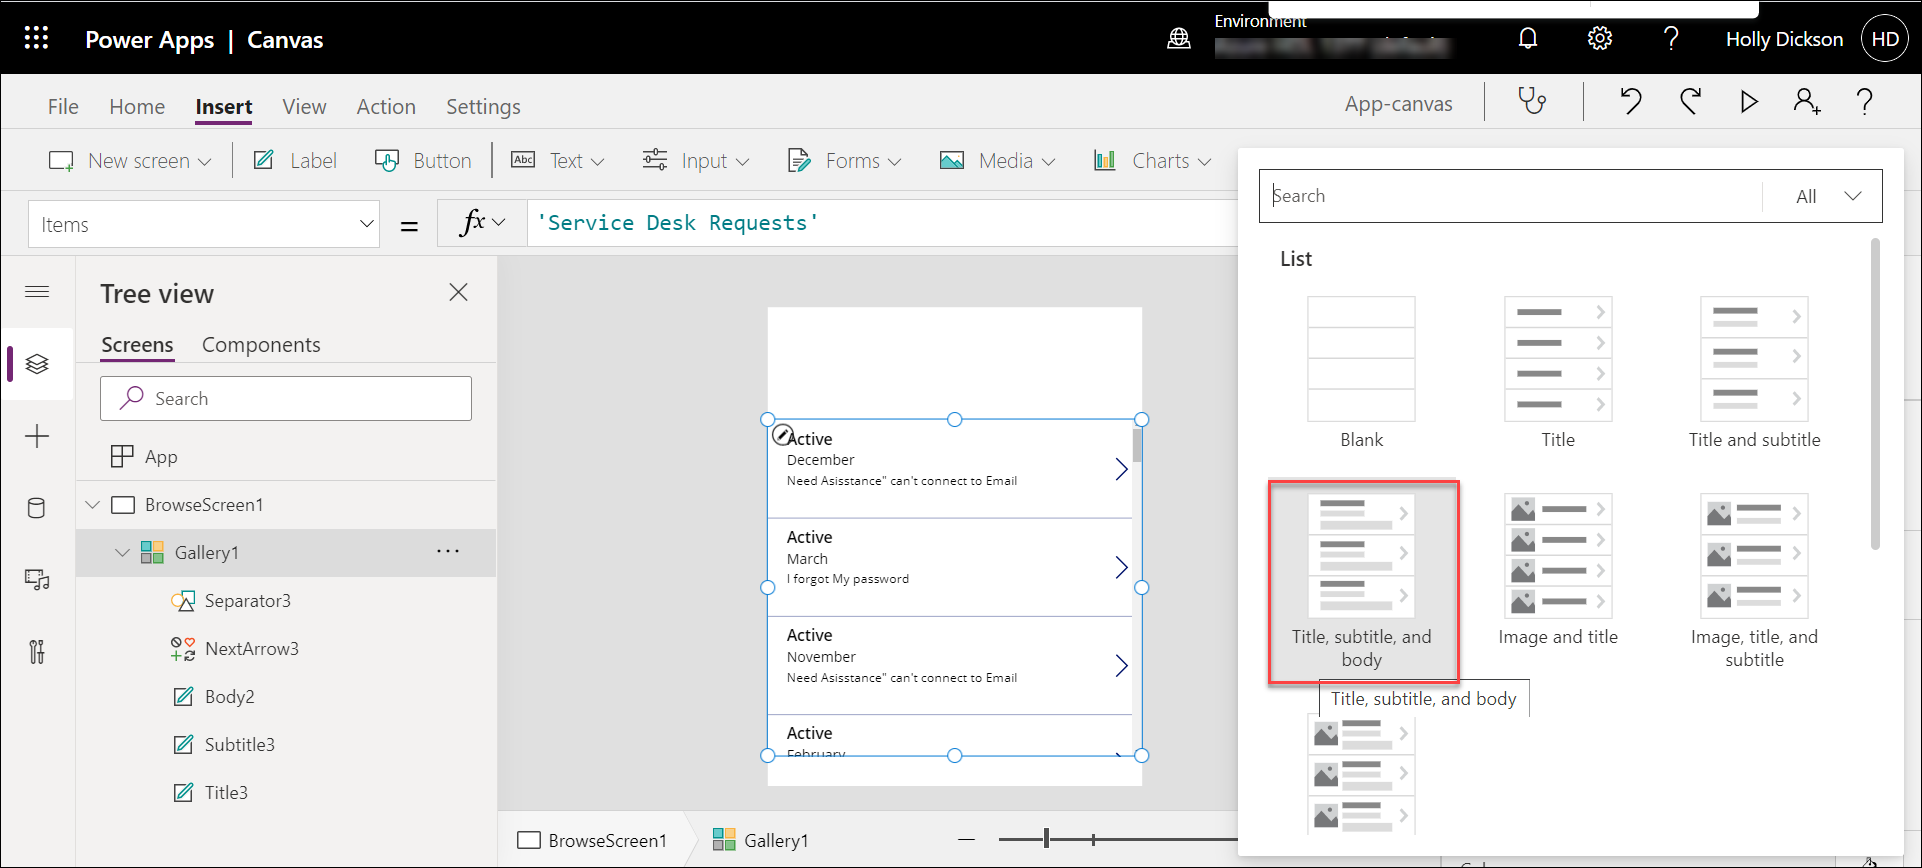 Power Apps | Canvas
Environment
Holly Dickson
HD
File
Home
Insert
View
Action
Settings
App-canvas
New screen
Label
Button
Abc
Text
Input
Forms
Media
Charts
Items
=
fx
'Service Desk Requests'
Search
All
Tree view
Screens
Components
Search
App
BrowseScreen1
Gallery1
Separator3
NextArrow3
Body2
Subtitle3
Title3
Active
December
Need Asisstance" can't connect to Email
Active
March
I forgot My password
Active
November
Need Asisstance" can't connect to Email
Active
February
BrowseScreen1
Gallery1
List
Blank
Title
Title and subtitle
Title, subtitle, and
body
Image and title
Image, title, and
subtitle
Title, subtitle, and body